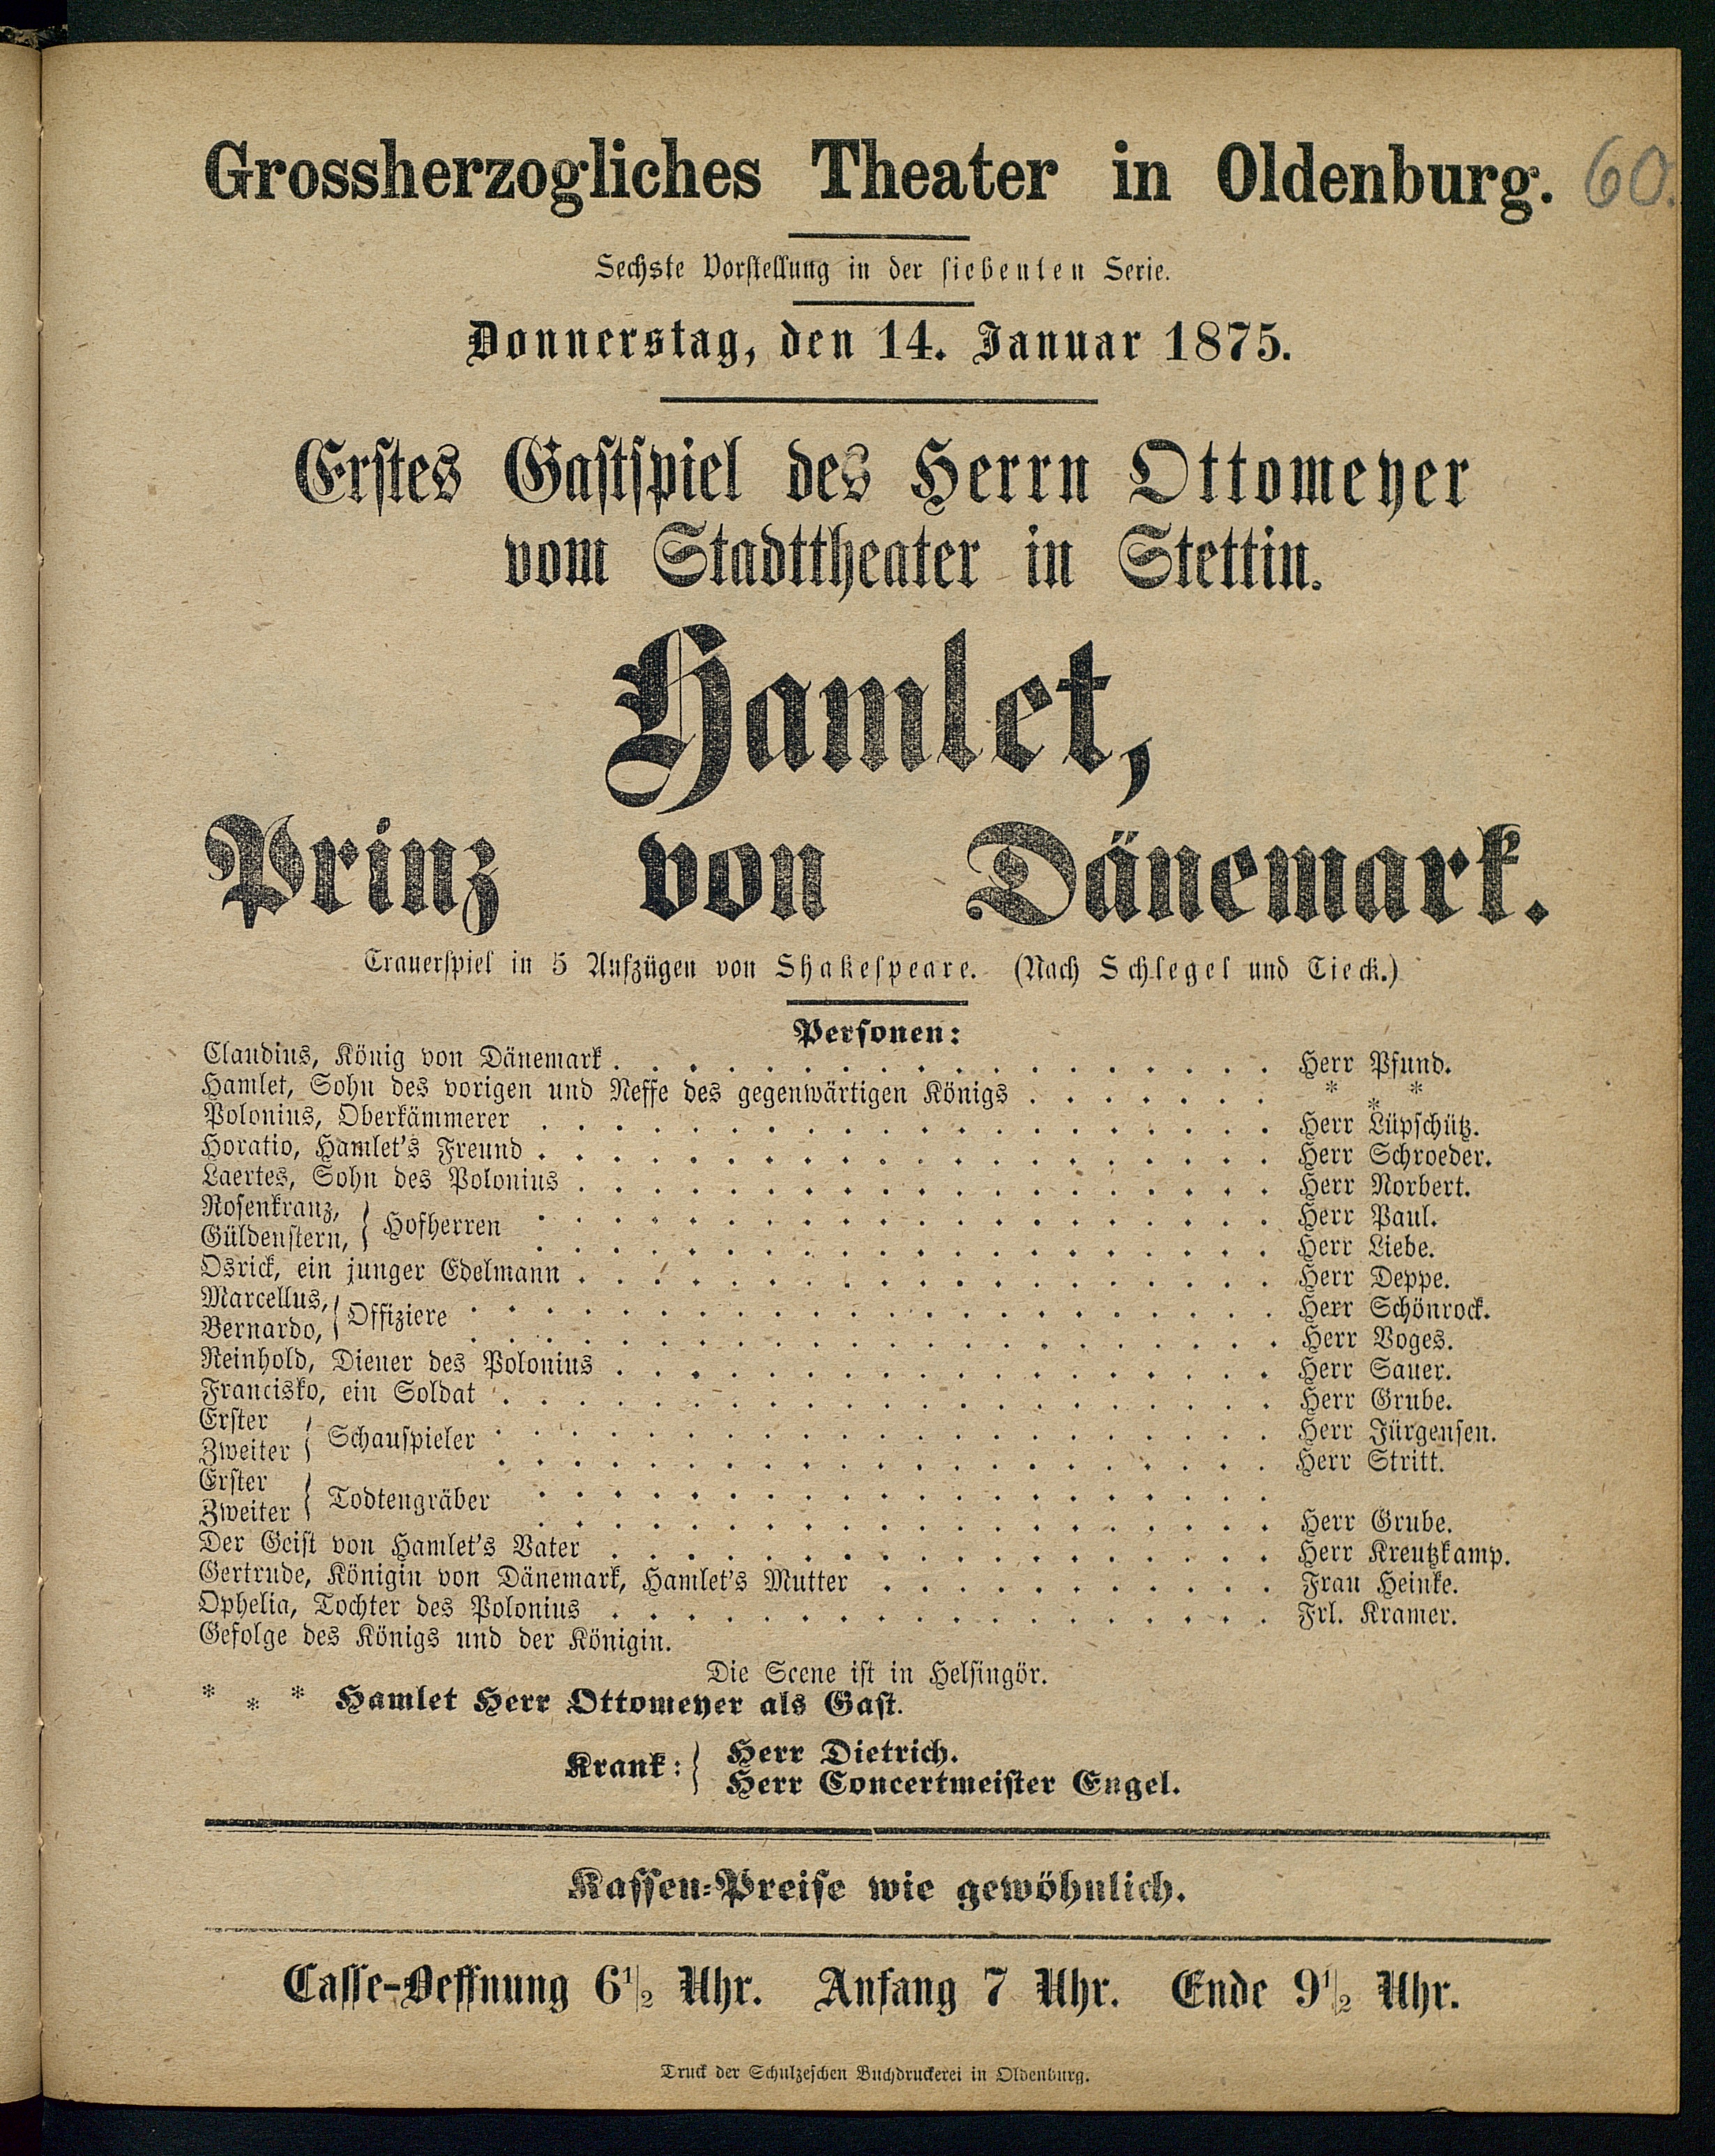 Grossherzogliches Theater in Oldenburg. 60.
Sechste Vorstellung in der siebenten Serie.
Donnerstag, den 14. Januar 1875.
Erstes Gastspiel des Herrn Ottomeyer
vom Stadttheater in Stettin.
Hamlet,
Prinz von Dänemark.
Trauerspiel in 5 Aufzügen von Shakespeare. (Nach Schlegel und Tieck.)
Personen:
Claudius, König von Dänemark . . . . . . . . . . . . . . . . . . Herr Pfund.
Hamlet, Sohn des vorigen und Neffe des gegenwärtigen Königs . . . . . . . * * *
Polonius, Oberkämmerer . . . . . . . . . . . . . . . . . . . . Herr Lüpschütz.
Horatio, Hamlet's Freund . . . . . . . . . . . . . . . . . . . . Herr Schroeder.
Laertes, Sohn des Polonius . . . . . . . . . . . . . . . . . . . Herr Norbert.
Rosenkranz, } Hofherren . . . . . . . . . . . . . . . . . . . . Herr Paul.
Güldenstern, } . . . . . . . . . . . . . . . . . . . . Herr Liebe.
Osrick, ein junger Edelmann . . . . . . . . . . . . . . . . . . . Herr Deppe.
Marcellus, } Offiziere . . . . . . . . . . . . . . . . . . . . . . Herr Schönrock.
Bernardo, } . . . . . . . . . . . . . . . . . . . . . . Herr Voges.
Reinhold, Diener des Polonius . . . . . . . . . . . . . . . . . . Herr Sauer.
Francisko, ein Soldat . . . . . . . . . . . . . . . . . . . . . Herr Grube.
Erster } Schauspieler . . . . . . . . . . . . . . . . . . . . . Herr Jürgensen.
Zweiter } . . . . . . . . . . . . . . . . . . . . . Herr Stritt.
Erster } Todtengräber . . . . . . . . . . . . . . . . . . . .
Zweiter } . . . . . . . . . . . . . . . . . . . . Herr Grube.
Der Geist von Hamlet's Vater . . . . . . . . . . . . . . . . . . Herr Kreutzkamp.
Gertrude, Königin von Dänemark, Hamlet's Mutter . . . . . . . . . . . Frau Heinke.
Ophelia, Tochter des Polonius . . . . . . . . . . . . . . . . . . Frl. Kramer.
Gefolge des Königs und der Königin.
Die Scene ist in Helsingör.
* * * Hamlet Herr Ottomeyer als Gast.
Krank: { Herr Dietrich.
Herr Concertmeister Engel.
Kassen-Preise wie gewöhnlich.
Casse-Oeffnung 6 1/2 Uhr. Anfang 7 Uhr. Ende 9 1/2 Uhr.
Druck der Schulzeschen Buchdruckerei in Oldenburg.